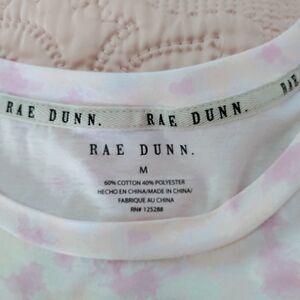 RAE DUNN. RAE DUNN.
RAE DUNN.
M
60% COTTON 40% POLYESTER
HECHO EN CHINA/MADE IN CHINA/
FABRIQUE AU CHINA
RN# 125288